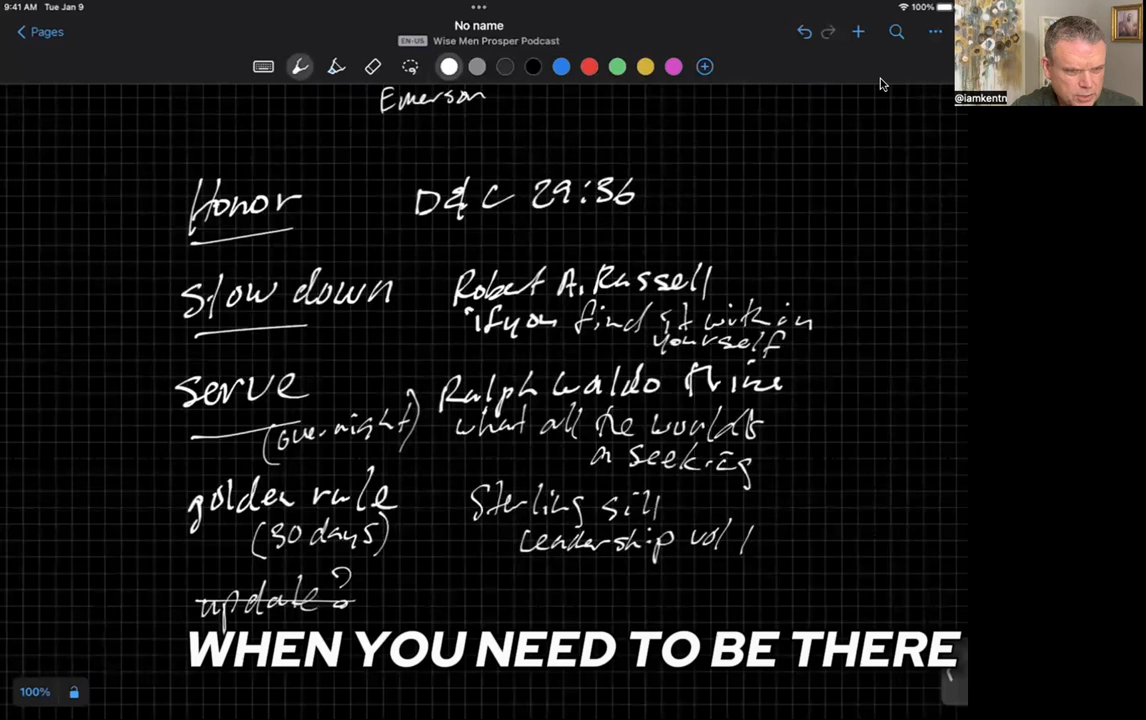 9:41 AM Tue Jan 9
100%
Pages
No name
EN-US Wise Men Prosper Podcast
@iamkentn
Emerson
Honor D&C 29:36
slow down Robert A. Russell
"if you find it within
yourself
serve Ralph Waldo Trine
(overnight) what all the world's
a seeking
golden rule Sterling sill
(30 days) Leadership vol 1
update?
WHEN YOU NEED TO BE THERE
100%